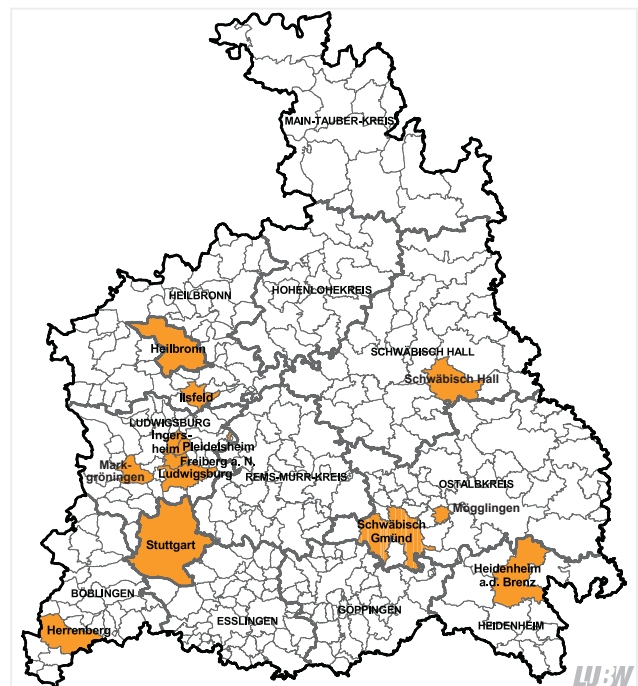 MAIN-TAUBER-KREIS
HEILBRONN
HOHENLOHEKREIS
Heilbronn
SCHWÄBISCH HALL
Schwäbisch Hall
Ilsfeld
LUDWIGSBURG
Ingers-
heim
Pleidelsheim
Freiberg a. N.
Mark-
gröningen
Ludwigsburg
REMS-MURR-KREIS
OSTALBKREIS
Mögglingen
Schwäbisch
Gmünd
Stuttgart
Heidenheim
a.d. Brenz
BÖBLINGEN
GÖPPINGEN
ESSLINGEN
HEIDENHEIM
Herrenberg
LUBW